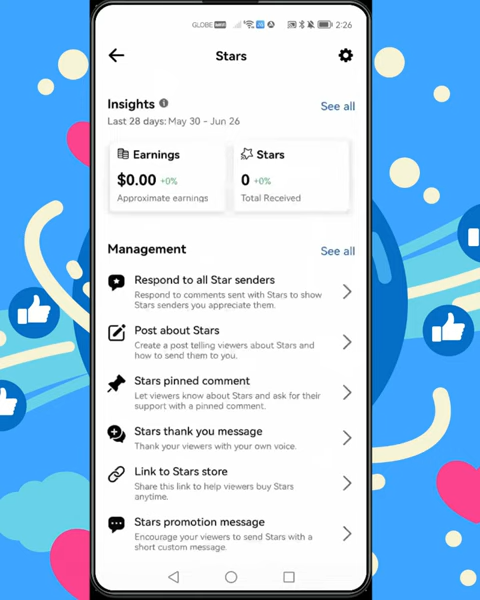 GLOBE 2:26
Stars
Insights
See all
Last 28 days: May 30 - Jun 26
Earnings
Stars
$0.00 +0%
0 +0%
Approximate earnings
Total Received
Management
See all
Respond to all Star senders
Respond to comments sent with Stars to show
Stars senders you appreciate them.
Post about Stars
Create a post telling viewers about Stars and
how to send them to you.
Stars pinned comment
Let viewers know about Stars and ask for their
support with a pinned comment.
Stars thank you message
Thank your viewers with your own voice.
Link to Stars store
Share this link to help viewers buy Stars
anytime.
Stars promotion message
Encourage your viewers to send Stars with a
short custom message.